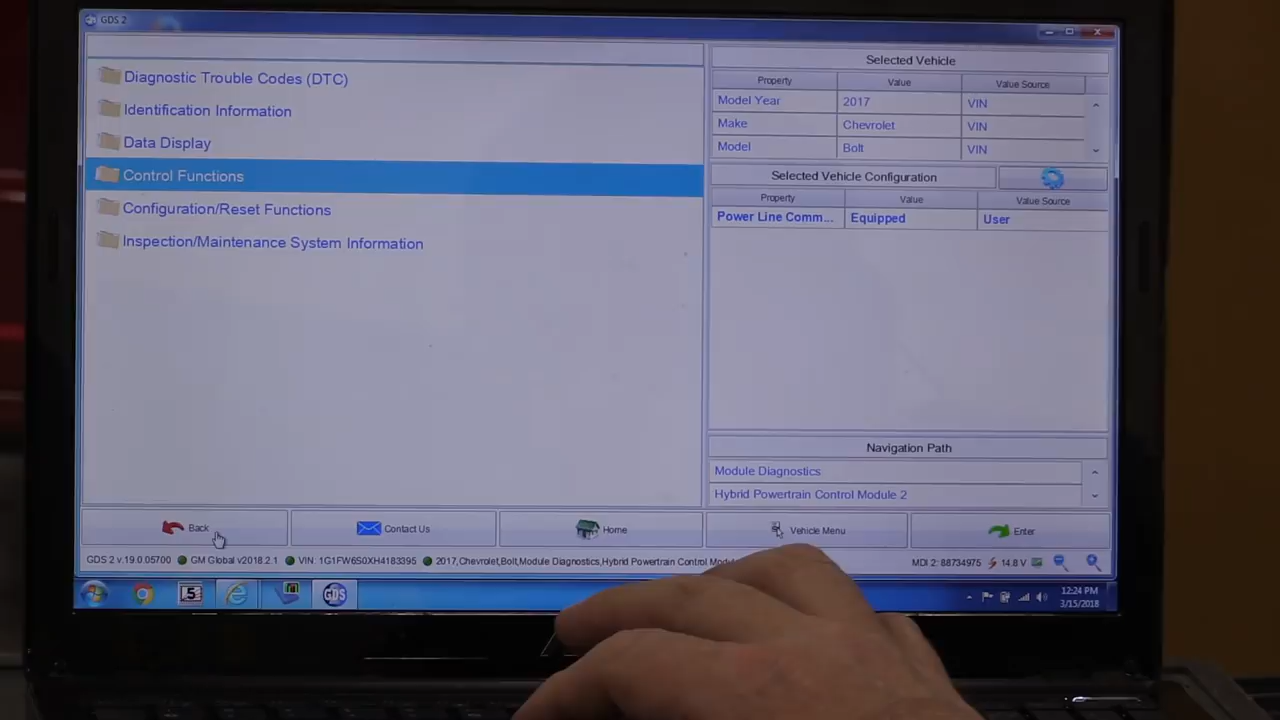 GDS 2
Diagnostic Trouble Codes (DTC)
Identification Information
Data Display
Control Functions
Configuration/Reset Functions
Inspection/Maintenance System Information
Selected Vehicle
Property Value Value Source
Model Year 2017 VIN
Make Chevrolet VIN
Model Bolt VIN
Selected Vehicle Configuration
Property Value Value Source
Power Line Comm... Equipped User
Navigation Path
Module Diagnostics
Hybrid Powertrain Control Module 2
Back Contact Us Home Vehicle Menu Enter
GDS 2 v.19.0.05700 GM Global v2018.2.1 VIN: 1G1FW6S0XH4183395 2017,Chevrolet,Bolt,Module Diagnostics,Hybrid Powertrain Control MDI 2: 88734975 14.8 V
.5 GDS 12:24 PM
3/15/2018